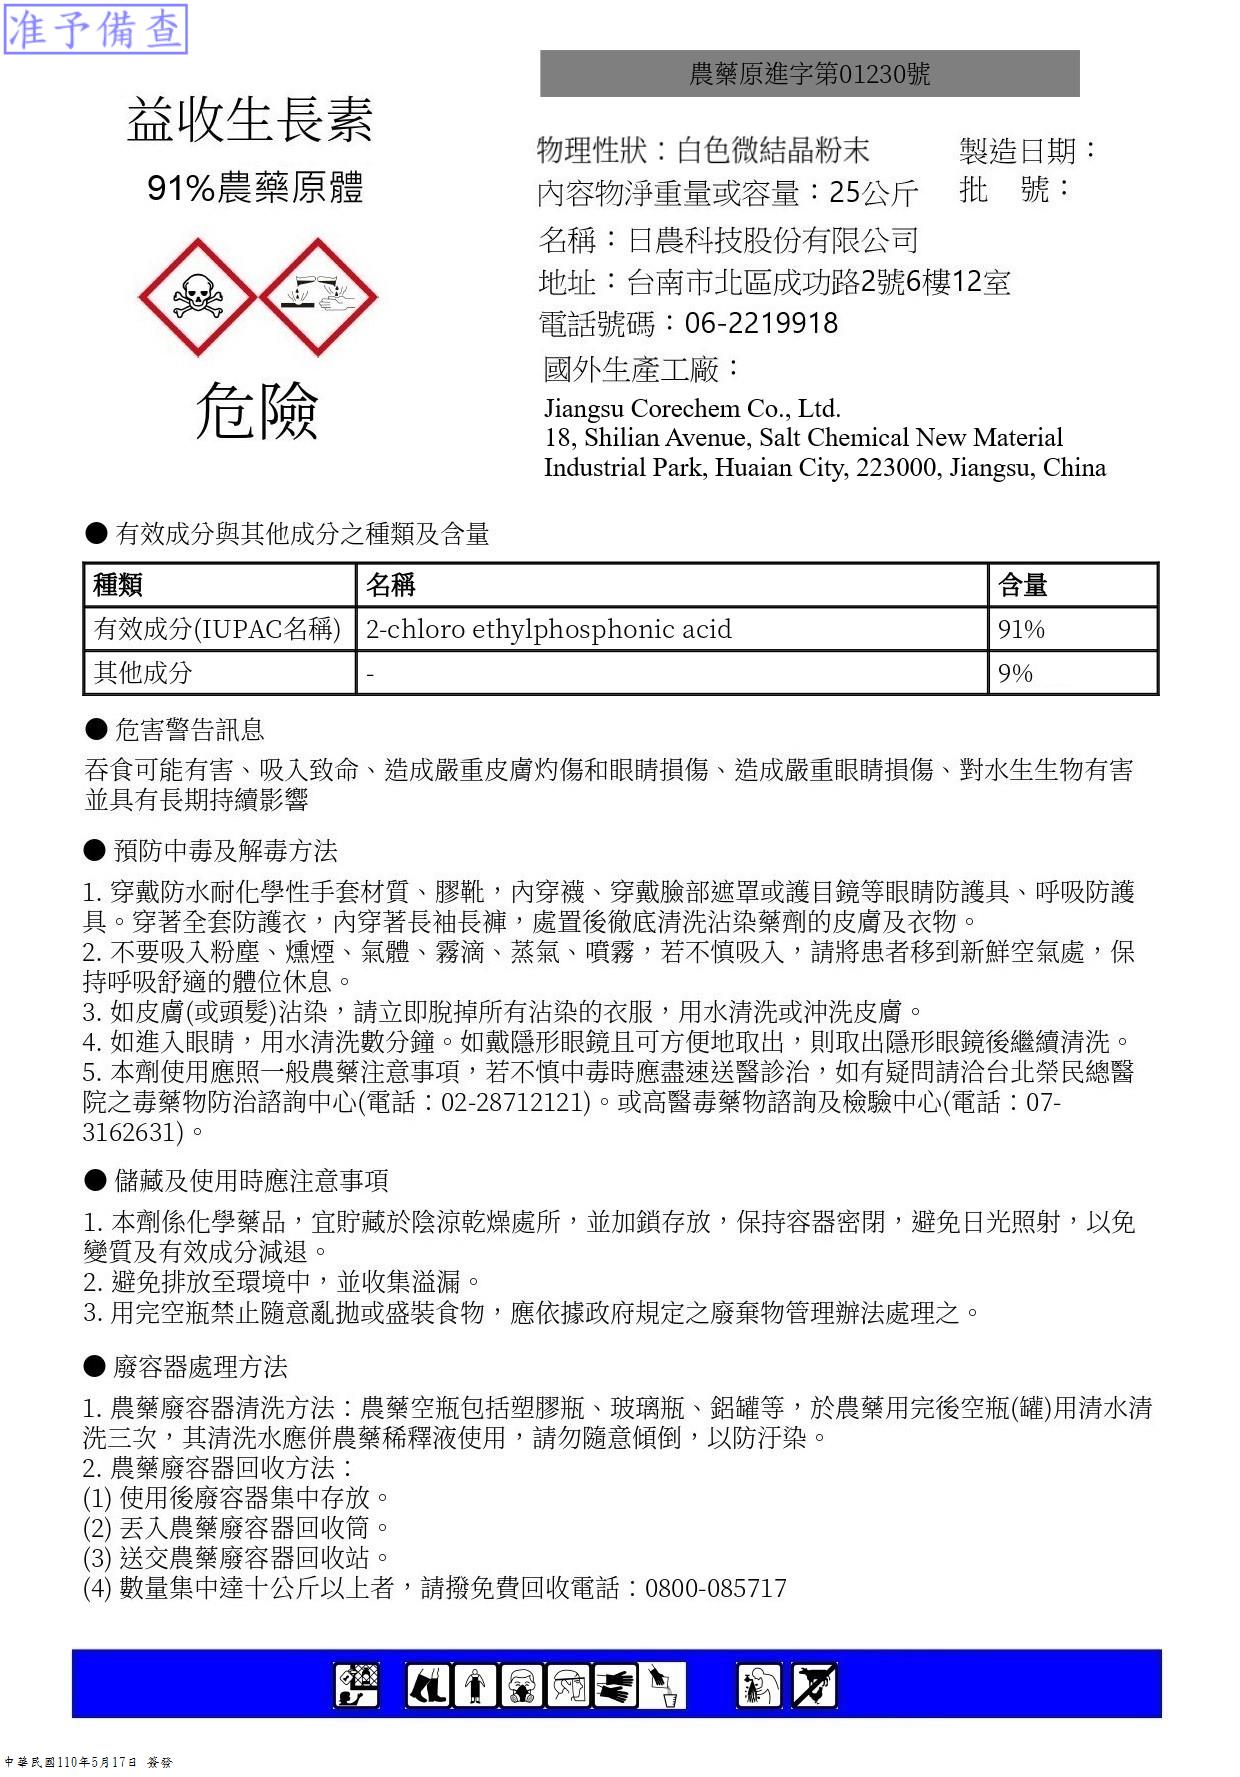 准予備查
農藥原進字第01230號
益收生長素
91%農藥原體
危險
物理性狀：白色微結晶粉末
製造日期：
內容物淨重量或容量：25公斤
批 號：
名稱：日農科技股份有限公司
地址：台南市北區成功路2號6樓12室
電話號碼：06-2219918
國外生產工廠：
Jiangsu Corechem Co., Ltd.
18, Shilian Avenue, Salt Chemical New Material
Industrial Park, Huaian City, 223000, Jiangsu, China
● 有效成分與其他成分之種類及含量
種類 名稱 含量
有效成分(IUPAC名稱) 2-chloro ethylphosphonic acid 91%
其他成分 - 9%
● 危害警告訊息
吞食可能有害、吸入致命、造成嚴重皮膚灼傷和眼睛損傷、造成嚴重眼睛損傷、對水生生物有害
並具有長期持續影響
● 預防中毒及解毒方法
1. 穿戴防水耐化學性手套材質、膠靴，內穿襪、穿戴臉部遮罩或護目鏡等眼睛防護具、呼吸防護
具。穿著全套防護衣，內穿著長袖長褲，處置後徹底清洗沾染藥劑的皮膚及衣物。
2. 不要吸入粉塵、燻煙、氣體、霧滴、蒸氣、噴霧，若不慎吸入，請將患者移到新鮮空氣處，保
持呼吸舒適的體位休息。
3. 如皮膚(或頭髮)沾染，請立即脫掉所有沾染的衣服，用水清洗或沖洗皮膚。
4. 如進入眼睛，用水清洗數分鐘。如戴隱形眼鏡且可方便地取出，則取出隱形眼鏡後繼續清洗。
5. 本劑使用應照一般農藥注意事項，若不慎中毒時應盡速送醫診治，如有疑問請洽台北榮民總醫
院之毒藥物防治諮詢中心(電話：02-28712121)。或高醫毒藥物諮詢及檢驗中心(電話：07-
3162631)。
● 儲藏及使用時應注意事項
1. 本劑係化學藥品，宜貯藏於陰涼乾燥處所，並加鎖存放，保持容器密閉，避免日光照射，以免
變質及有效成分減退。
2. 避免排放至環境中，並收集溢漏。
3. 用完空瓶禁止隨意亂拋或盛裝食物，應依據政府規定之廢棄物管理辦法處理之。
● 廢容器處理方法
1. 農藥廢容器清洗方法：農藥空瓶包括塑膠瓶、玻璃瓶、鋁罐等，於農藥用完後空瓶(罐)用清水清
洗三次，其清洗水應併農藥稀釋液使用，請勿隨意傾倒，以防汙染。
2. 農藥廢容器回收方法：
(1) 使用後廢容器集中存放。
(2) 丟入農藥廢容器回收筒。
(3) 送交農藥廢容器回收站。
(4) 數量集中達十公斤以上者，請撥免費回收電話：0800-085717
中華民國110年5月17日 簽發